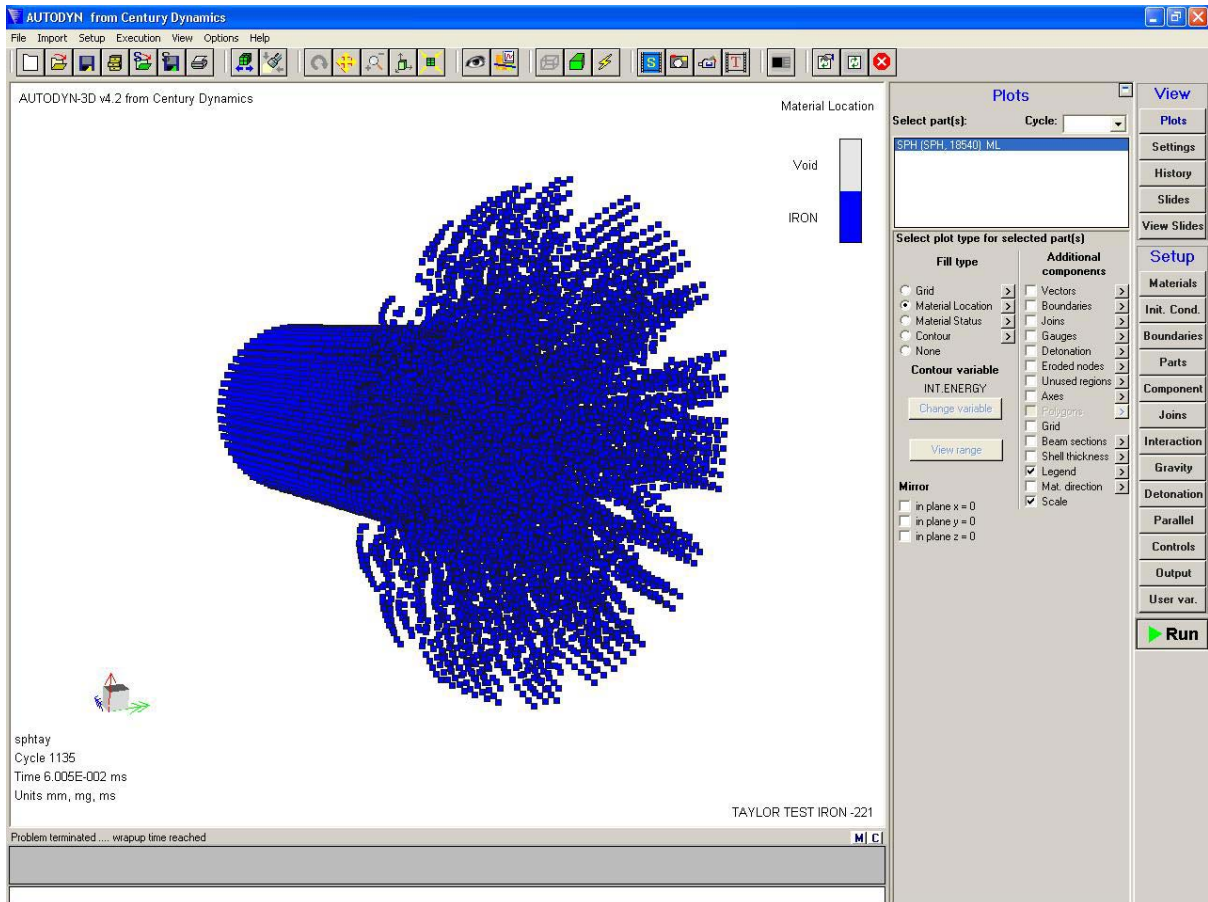 AUTODYN from Century Dynamics
File Import Setup Execution View Options Help
AUTODYN-3D v4.2 from Century Dynamics
Material Location
Void
IRON
sphtay
Cycle 1135
Time 6.005E-002 ms
Units mm, mg, ms
TAYLOR TEST IRON -221
Problem terminated .... wrapup time reached
M C
Plots
Select part(s): Cycle:
SPH (SPH, 18540) ML
Select plot type for selected part(s)
Fill type
Grid
Material Location
Material Status
Contour
None
Contour variable
INT.ENERGY
Change variable
View range
Mirror
in plane x = 0
in plane y = 0
in plane z = 0
Additional
components
Vectors
Boundaries
Joins
Gauges
Detonation
Eroded nodes
Unused regions
Axes
Polygons
Grid
Beam sections
Shell thickness
Legend
Mat. direction
Scale
View
Plots
Settings
History
Slides
View Slides
Setup
Materials
Init. Cond.
Boundaries
Parts
Component
Joins
Interaction
Gravity
Detonation
Parallel
Controls
Output
User var.
Run